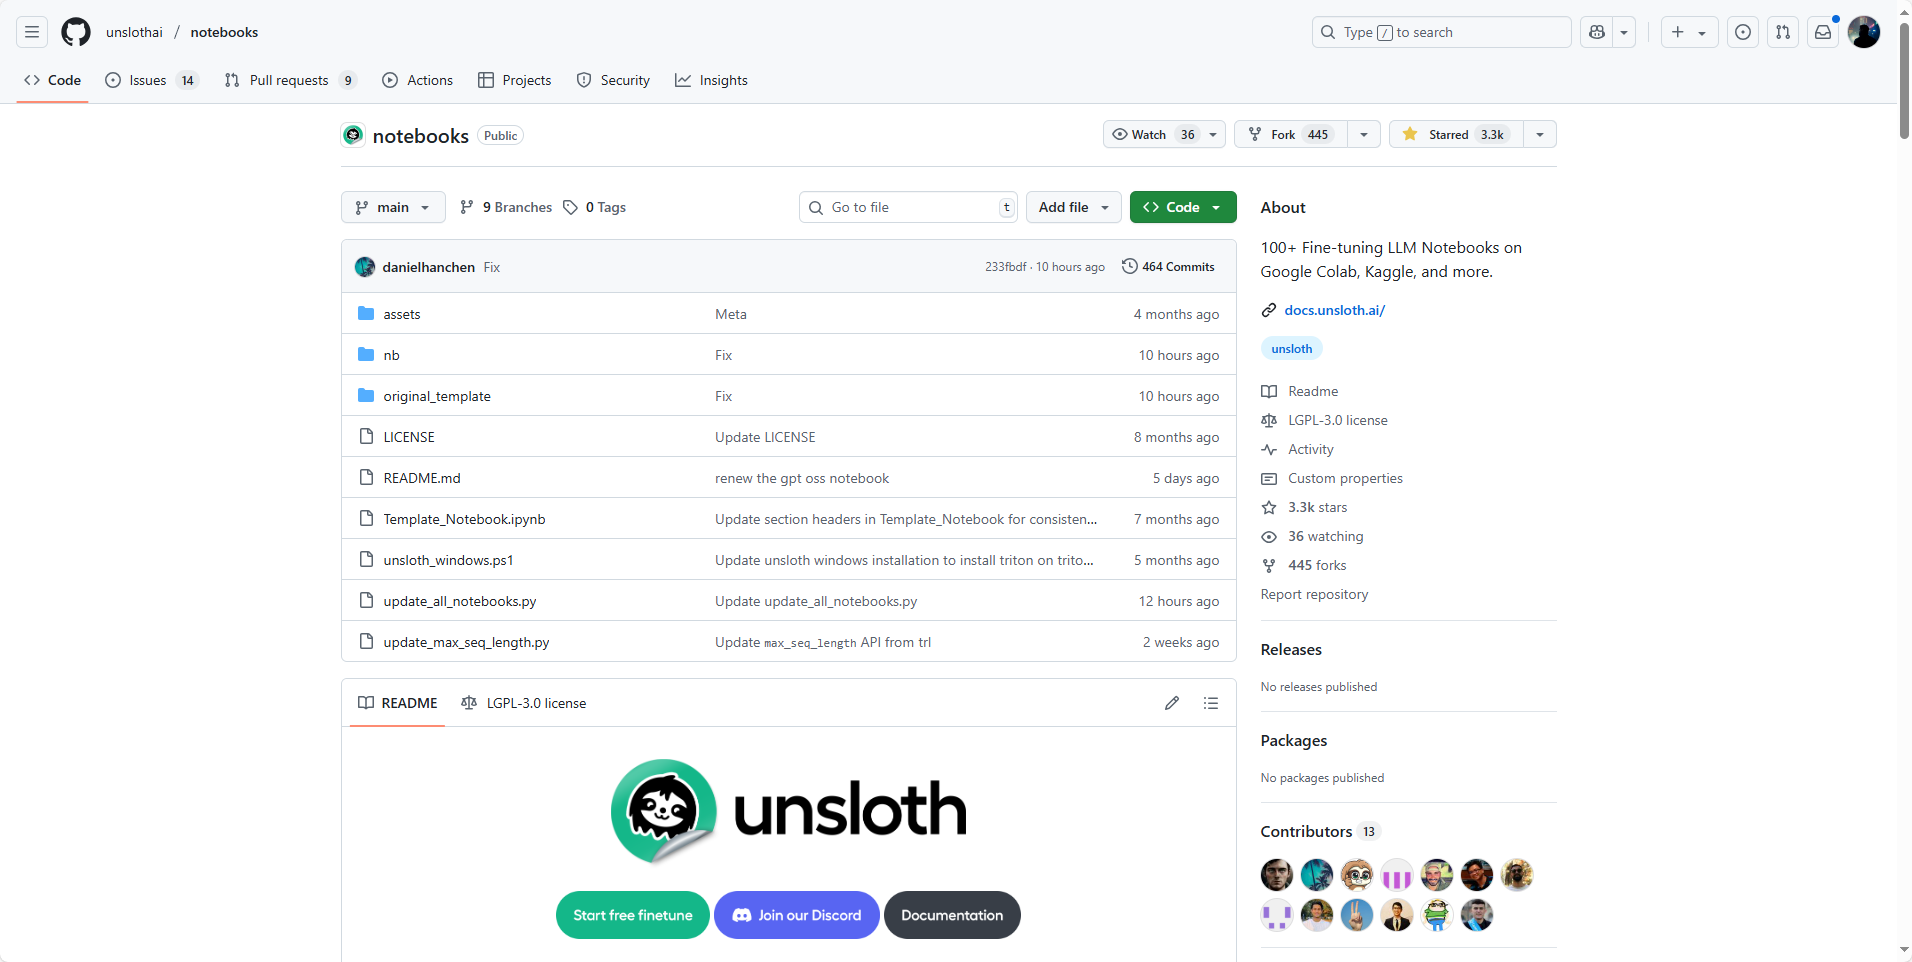 unslothai / notebooks
Type / to search
Code
Issues 14
Pull requests 9
Actions
Projects
Security
Insights
notebooks Public
Watch 36
Fork 445
Starred 3.3k
main
9 Branches
0 Tags
Go to file t
Add file
Code
danielhanchen Fix 233fbdf · 10 hours ago 464 Commits
assets Meta 4 months ago
nb Fix 10 hours ago
original_template Fix 10 hours ago
LICENSE Update LICENSE 8 months ago
README.md renew the gpt oss notebook 5 days ago
Template_Notebook.ipynb Update section headers in Template_Notebook for consisten... 7 months ago
unsloth_windows.ps1 Update unsloth windows installation to install triton on trito... 5 months ago
update_all_notebooks.py Update update_all_notebooks.py 12 hours ago
update_max_seq_length.py Update max_seq_length API from trl 2 weeks ago
README
LGPL-3.0 license
unsloth
Start free finetune
Join our Discord
Documentation
About
100+ Fine-tuning LLM Notebooks on
Google Colab, Kaggle, and more.
docs.unsloth.ai/
unsloth
Readme
LGPL-3.0 license
Activity
Custom properties
3.3k stars
36 watching
445 forks
Report repository
Releases
No releases published
Packages
No packages published
Contributors 13